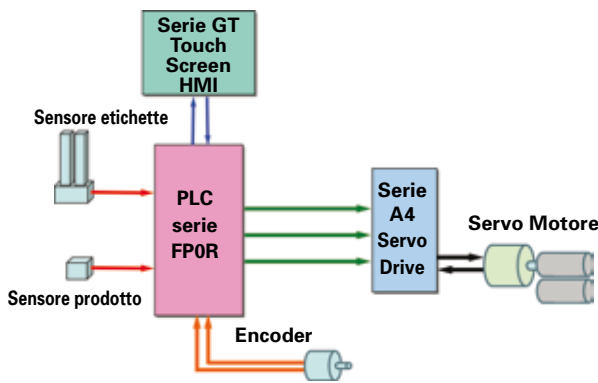 Serie GT
Touch
Screen
HMI
Sensore etichette
PLC
serie
FP0R
Serie
A4
Servo
Drive
Servo Motore
Sensore prodotto
Encoder